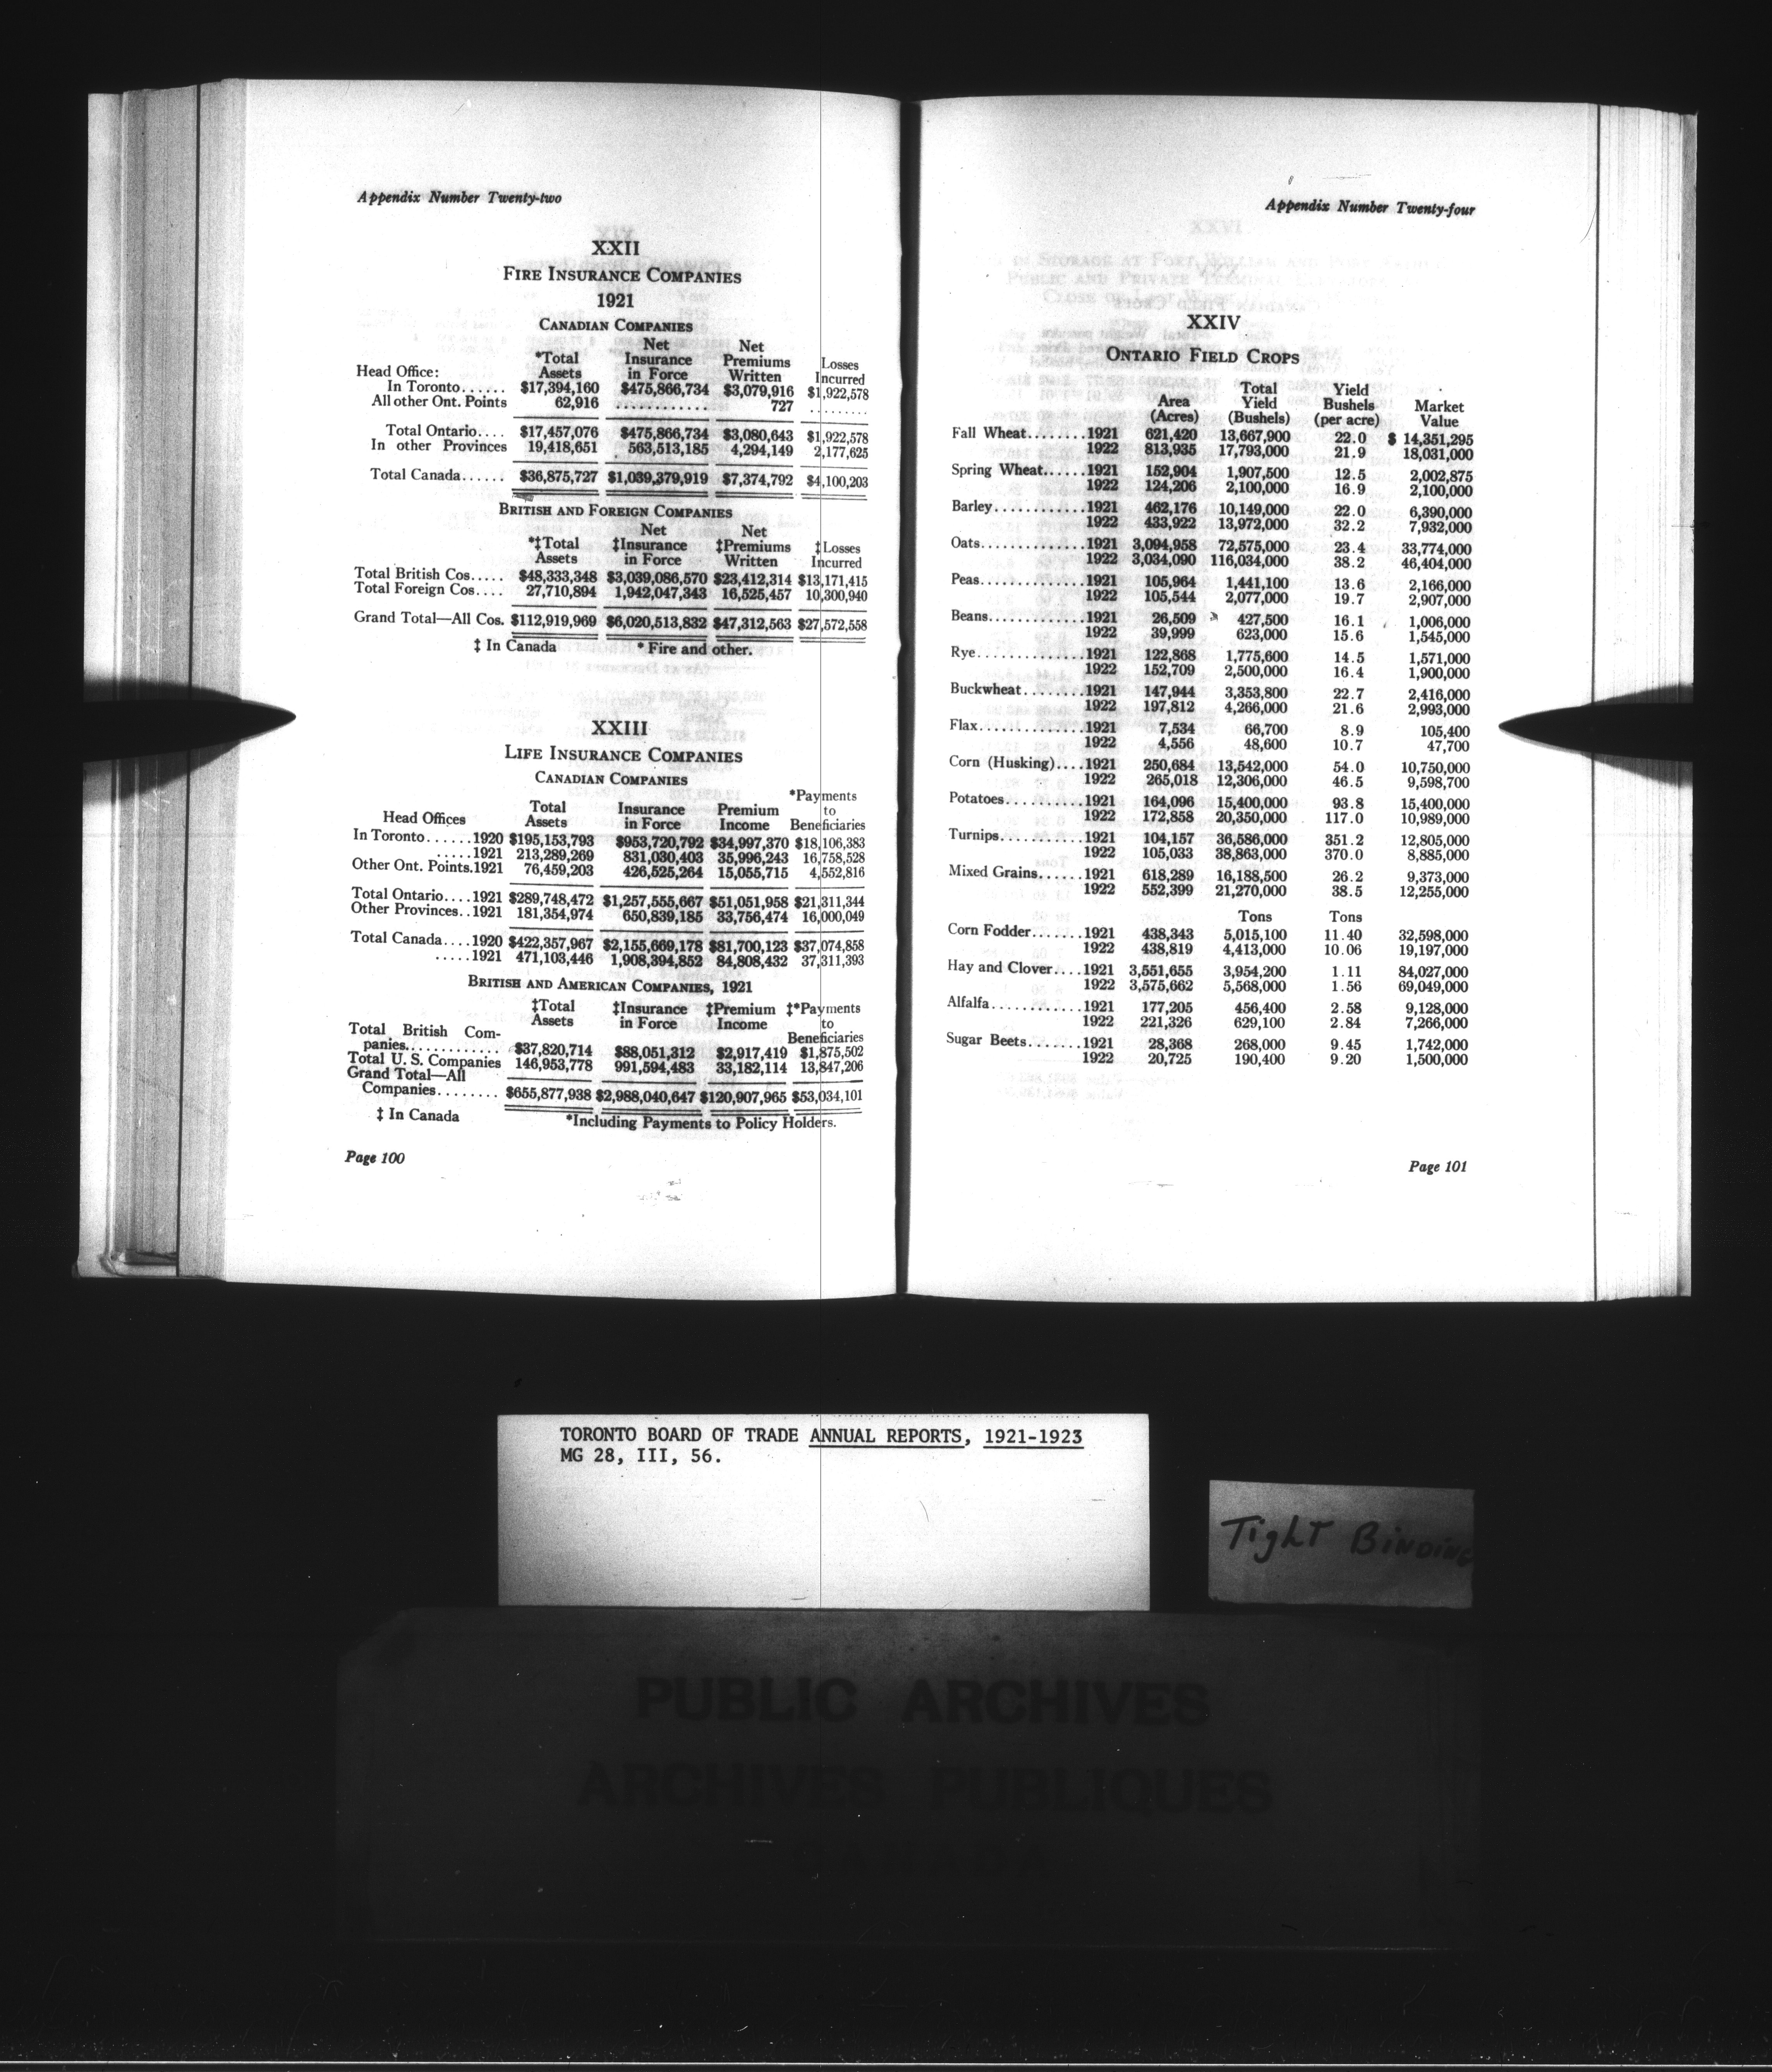 Appendix Number Twenty-two
XXII
FIRE INSURANCE COMPANIES
1921
CANADIAN COMPANIES
Head Office: *Total Assets Net Insurance in Force Net Premiums Written Losses Incurred
In Toronto...... $17,394,160 $475,866,734 $3,079,916 $1,922,578
All other Ont. Points 62,916 ............ 727 .........
Total Ontario.... $17,457,076 $475,866,734 $3,080,643 $1,922,578
In other Provinces 19,418,651 563,513,185 4,294,149 2,177,625
Total Canada...... $36,875,727 $1,039,379,919 $7,374,792 $4,100,203
BRITISH AND FOREIGN COMPANIES
*‡Total Assets Net ‡Insurance in Force Net ‡Premiums Written ‡Losses Incurred
Total British Cos..... $48,333,348 $3,039,086,570 $23,412,314 $13,171,415
Total Foreign Cos.... 27,710,894 1,942,047,343 16,525,457 10,300,940
Grand Total—All Cos. $112,919,969 $6,020,513,832 $47,312,563 $27,572,558
‡ In Canada * Fire and other.
XXIII
LIFE INSURANCE COMPANIES
CANADIAN COMPANIES
Head Offices Total Assets Insurance in Force Premium Income *Payments to Beneficiaries
In Toronto......1920 $195,153,793 $953,720,792 $34,997,370 $18,106,383
.....1921 213,289,269 831,030,403 35,996,243 16,758,528
Other Ont. Points.1921 76,459,203 426,525,264 15,055,715 4,552,816
Total Ontario....1921 $289,748,472 $1,257,555,667 $51,051,958 $21,311,344
Other Provinces..1921 181,354,974 650,839,185 33,756,474 16,000,049
Total Canada....1920 $422,357,967 $2,155,669,178 $81,700,123 $37,074,858
.....1921 471,103,446 1,908,394,852 84,808,432 37,311,393
BRITISH AND AMERICAN COMPANIES, 1921
‡Total Assets ‡Insurance in Force ‡Premium Income ‡*Payments to Beneficiaries
Total British Com-
panies............ $37,820,714 $88,051,312 $2,917,419 $1,875,502
Total U. S. Companies 146,953,778 991,594,483 33,182,114 13,847,206
Grand Total—All
Companies........ $655,877,938 $2,988,040,647 $120,907,965 $53,034,101
‡ In Canada *Including Payments to Policy Holders.
Page 100
Appendix Number Twenty-four
XXIV
ONTARIO FIELD CROPS
Area (Acres) Total Yield (Bushels) Yield Bushels (per acre) Market Value
Fall Wheat........1921 621,420 13,667,900 22.0 $ 14,351,295
1922 813,935 17,793,000 21.9 18,031,000
Spring Wheat......1921 152,904 1,907,500 12.5 2,002,875
1922 124,206 2,100,000 16.9 2,100,000
Barley............1921 462,176 10,149,000 22.0 6,390,000
1922 433,922 13,972,000 32.2 7,932,000
Oats..............1921 3,094,958 72,575,000 23.4 33,774,000
1922 3,034,090 116,034,000 38.2 46,404,000
Peas..............1921 105,964 1,441,100 13.6 2,166,000
1922 105,544 2,077,000 19.7 2,907,000
Beans.............1921 26,509 427,500 16.1 1,006,000
1922 39,999 623,000 15.6 1,545,000
Rye...............1921 122,868 1,775,600 14.5 1,571,000
1922 152,709 2,500,000 16.4 1,900,000
Buckwheat........1921 147,944 3,353,800 22.7 2,416,000
1922 197,812 4,266,000 21.6 2,993,000
Flax..............1921 7,534 66,700 8.9 105,400
1922 4,556 48,600 10.7 47,700
Corn (Husking)....1921 250,684 13,542,000 54.0 10,750,000
1922 265,018 12,306,000 46.5 9,598,700
Potatoes..........1921 164,096 15,400,000 93.8 15,400,000
1922 172,858 20,350,000 117.0 10,989,000
Turnips...........1921 104,157 36,586,000 351.2 12,805,000
1922 105,033 38,863,000 370.0 8,885,000
Mixed Grains......1921 618,289 16,188,500 26.2 9,373,000
1922 552,399 21,270,000 38.5 12,255,000
Tons Tons
Corn Fodder.......1921 438,343 5,015,100 11.40 32,598,000
1922 438,819 4,413,000 10.06 19,197,000
Hay and Clover....1921 3,551,655 3,954,200 1.11 84,027,000
1922 3,575,662 5,568,000 1.56 69,049,000
Alfalfa............1921 177,205 456,400 2.58 9,128,000
1922 221,326 629,100 2.84 7,266,000
Sugar Beets.......1921 28,368 268,000 9.45 1,742,000
1922 20,725 190,400 9.20 1,500,000
Page 101
TORONTO BOARD OF TRADE ANNUAL REPORTS, 1921-1923
MG 28, III, 56.
Tight Binding
PUBLIC ARCHIVES
ARCHIVES PUBLIQUES
CANADA